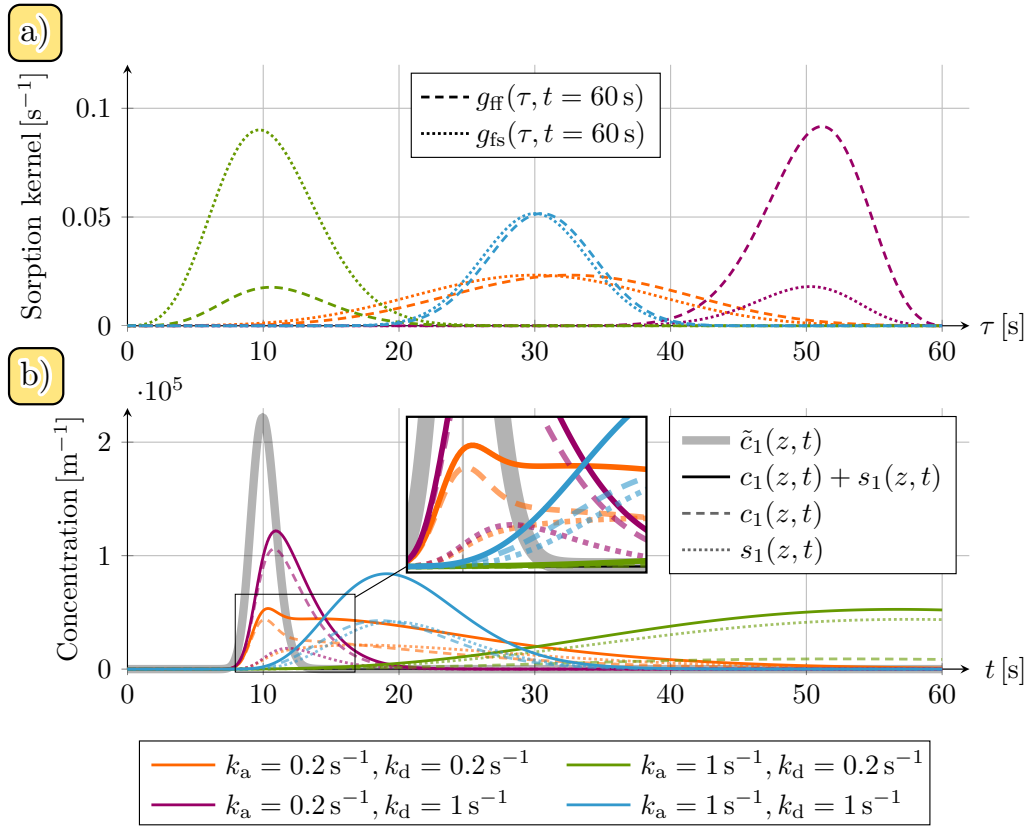 a)
Sorption kernel [s⁻¹]
0.1
0.05
0
g_ff(τ, t = 60 s)
g_fs(τ, t = 60 s)
0 10 20 30 40 50 60
τ [s]
b)
·10⁵
Concentration [m⁻¹]
2
1
0
c̃₁(z, t)
c₁(z, t) + s₁(z, t)
c₁(z, t)
s₁(z, t)
0 10 20 30 40 50 60
t [s]
k_a = 0.2 s⁻¹, k_d = 0.2 s⁻¹
k_a = 1 s⁻¹, k_d = 0.2 s⁻¹
k_a = 0.2 s⁻¹, k_d = 1 s⁻¹
k_a = 1 s⁻¹, k_d = 1 s⁻¹